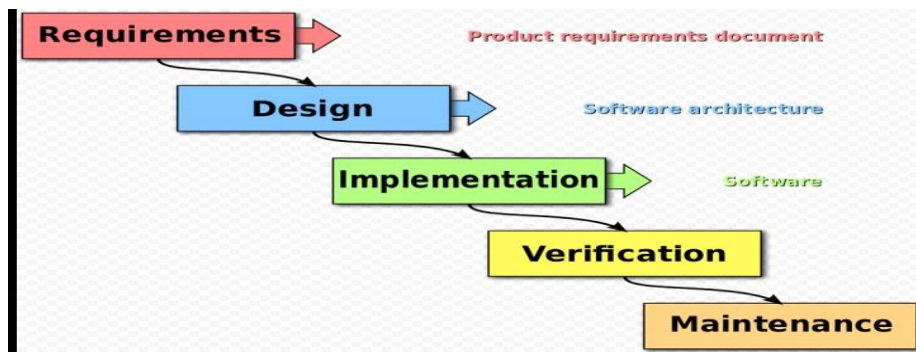 Requirements
Product requirements document
Design
Software architecture
Implementation
Software
Verification
Maintenance